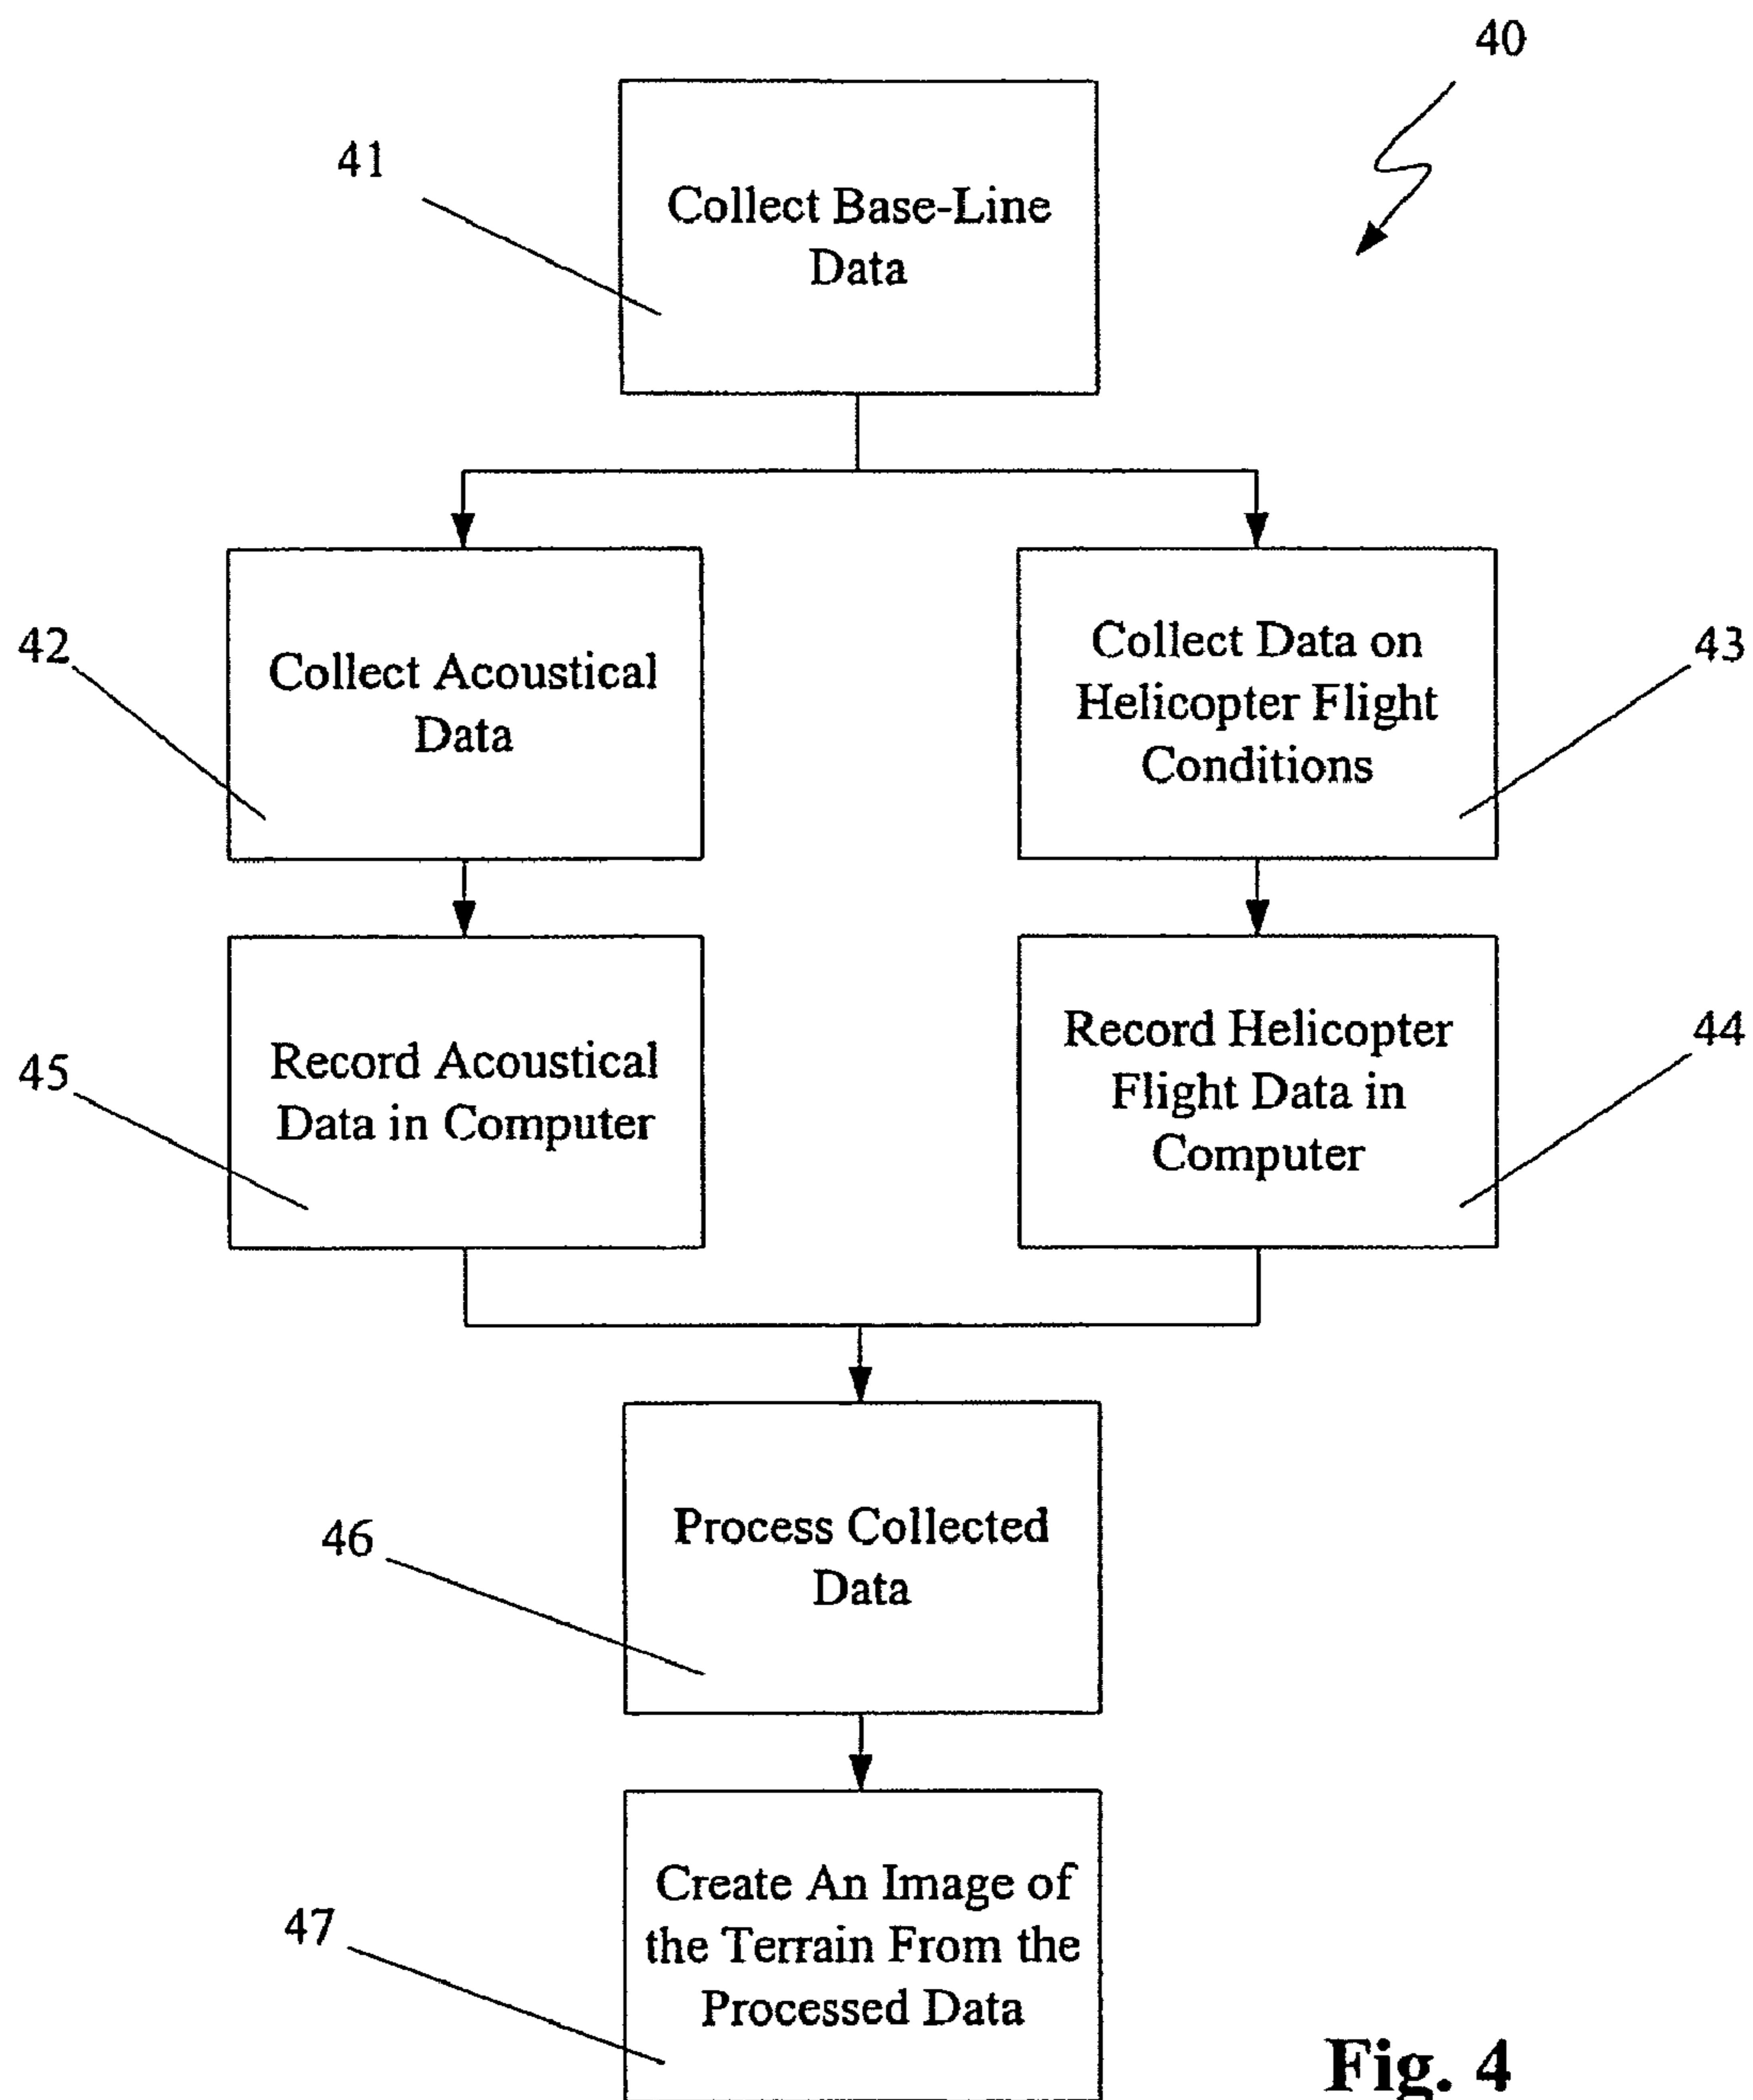 40
41
Collect Base-Line
Data
42
Collect Acoustical
Data
43
Collect Data on
Helicopter Flight
Conditions
45
Record Acoustical
Data in Computer
44
Record Helicopter
Flight Data in
Computer
46
Process Collected
Data
47
Create An Image of
the Terrain From the
Processed Data
Fig. 4